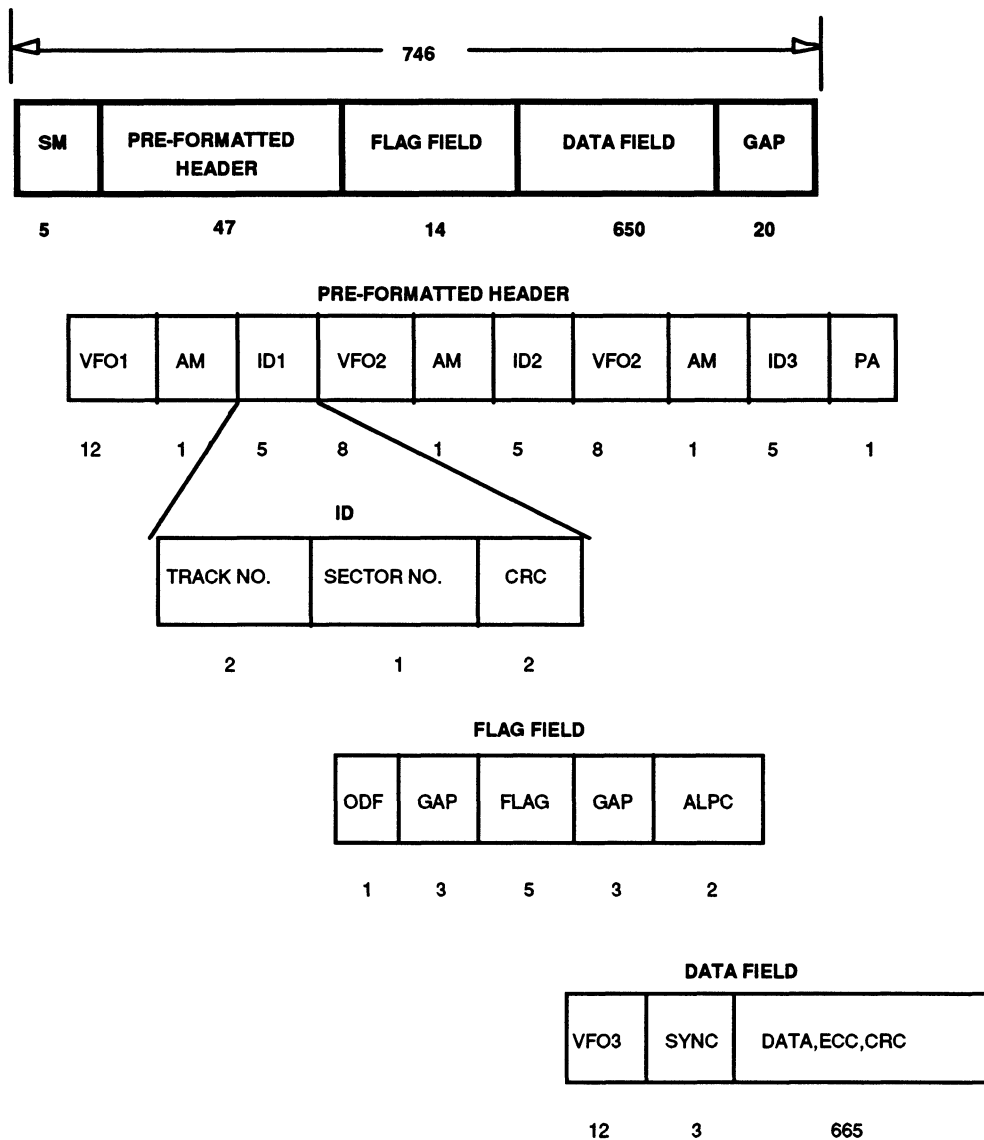 746
SM PRE-FORMATTED HEADER FLAG FIELD DATA FIELD GAP
5 47 14 650 20
PRE-FORMATTED HEADER
VFO1 AM ID1 VFO2 AM ID2 VFO2 AM ID3 PA
12 1 5 8 1 5 8 1 5 1
ID
TRACK NO. SECTOR NO. CRC
2 1 2
FLAG FIELD
ODF GAP FLAG GAP ALPC
1 3 5 3 2
DATA FIELD
VFO3 SYNC DATA,ECC,CRC
12 3 665